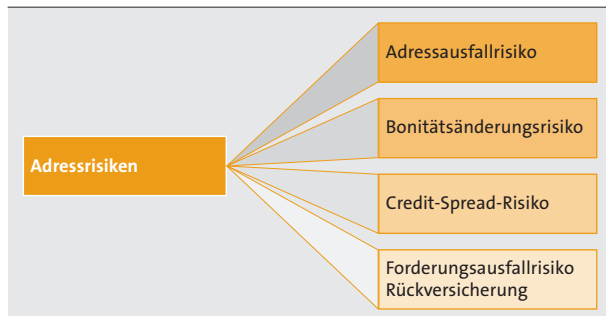 Adressrisiken
Adressausfallrisiko
Bonitätsänderungsrisiko
Credit-Spread-Risiko
Forderungsausfallrisiko
Rückversicherung